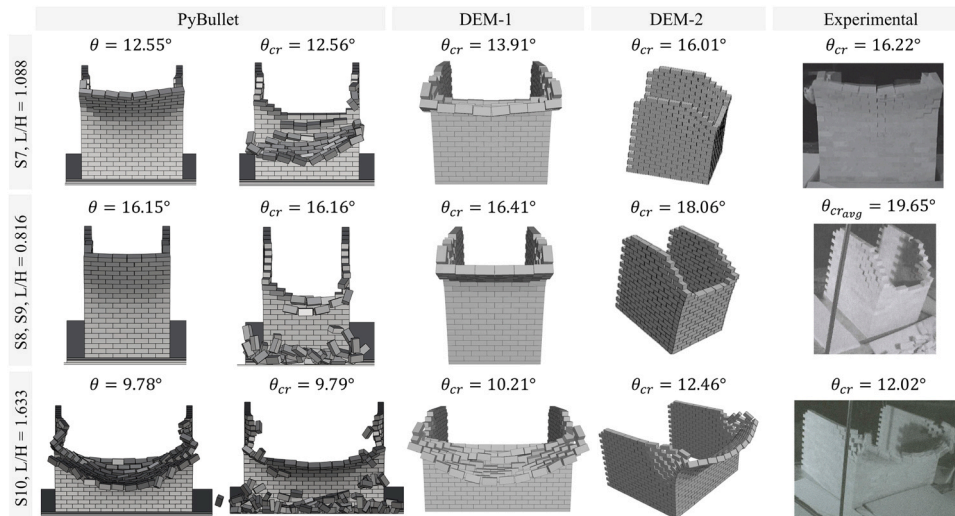 PyBullet
DEM-1
DEM-2
Experimental
S7, L/H = 1.088
θ = 12.55°
θcr = 12.56°
θcr = 13.91°
θcr = 16.01°
θcr = 16.22°
S8, S9, L/H = 0.816
θ = 16.15°
θcr = 16.16°
θcr = 16.41°
θcr = 18.06°
θcravg = 19.65°
S10, L/H = 1.633
θ = 9.78°
θcr = 9.79°
θcr = 10.21°
θcr = 12.46°
θcr = 12.02°